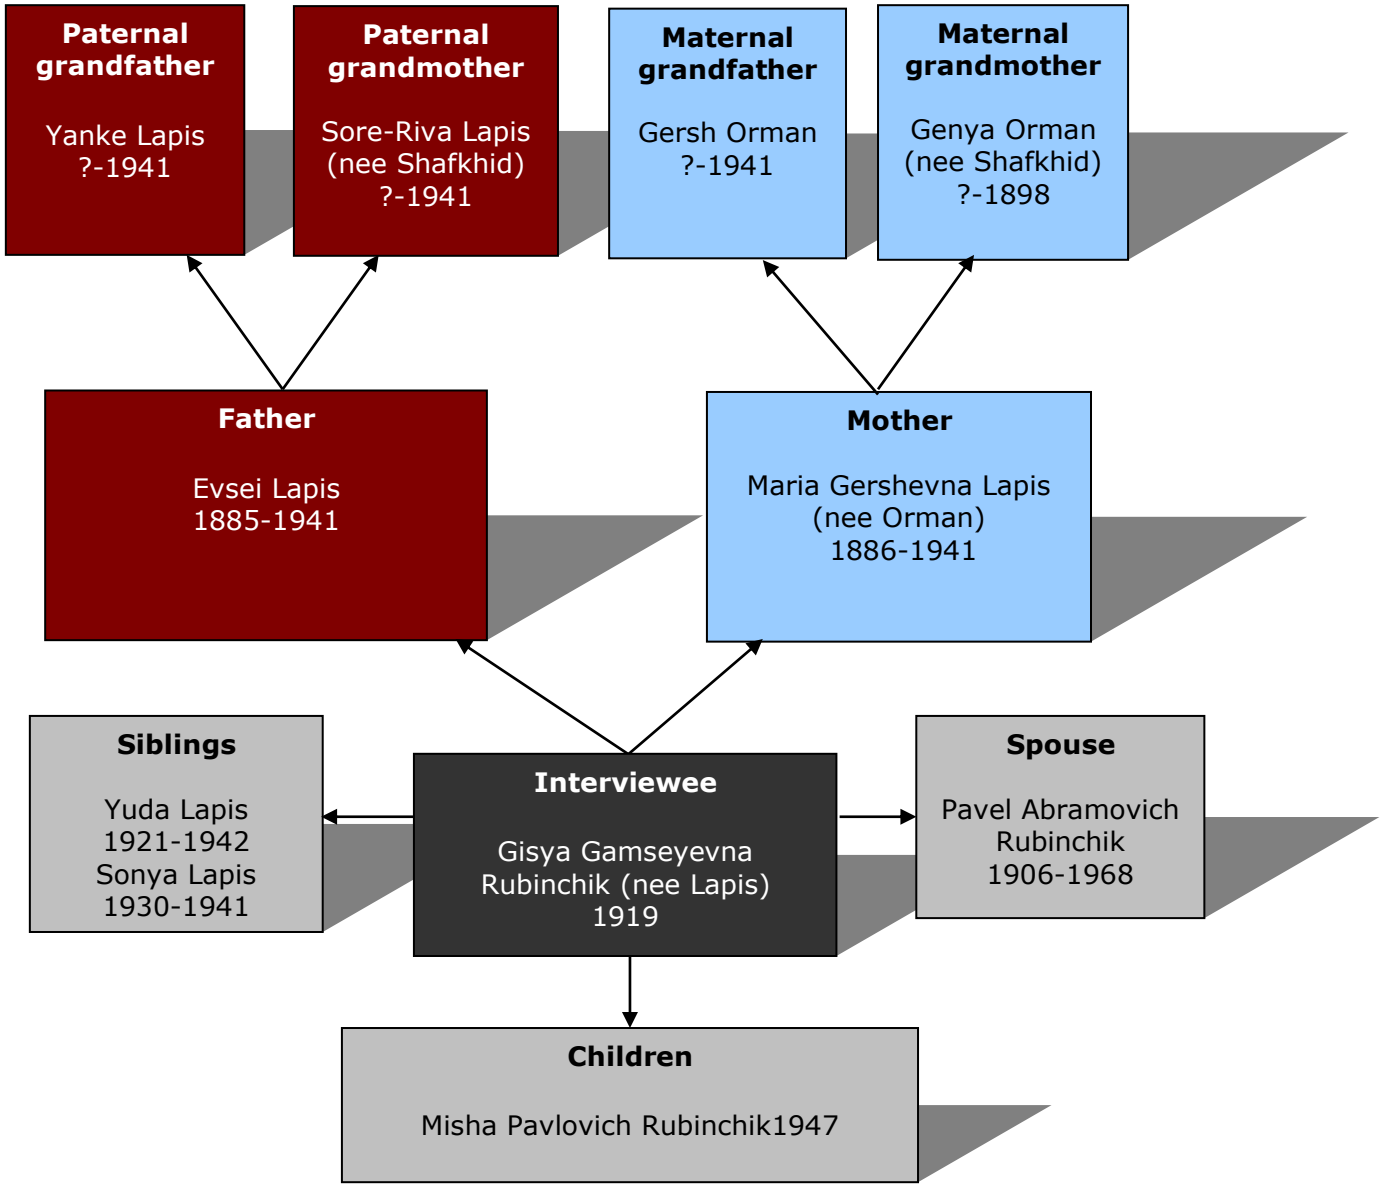 Paternal
grandfather
Yanke Lapis
?-1941
Paternal
grandmother
Sore-Riva Lapis
(nee Shafkhid)
?-1941
Maternal
grandfather
Gersh Orman
?-1941
Maternal
grandmother
Genya Orman
(nee Shafkhid)
?-1898
Father
Evsei Lapis
1885-1941
Mother
Maria Gershevna Lapis
(nee Orman)
1886-1941
Siblings
Yuda Lapis
1921-1942
Sonya Lapis
1930-1941
Interviewee
Gisya Gamseyevna
Rubinchik (nee Lapis)
1919
Spouse
Pavel Abramovich
Rubinchik
1906-1968
Children
Misha Pavlovich Rubinchik1947